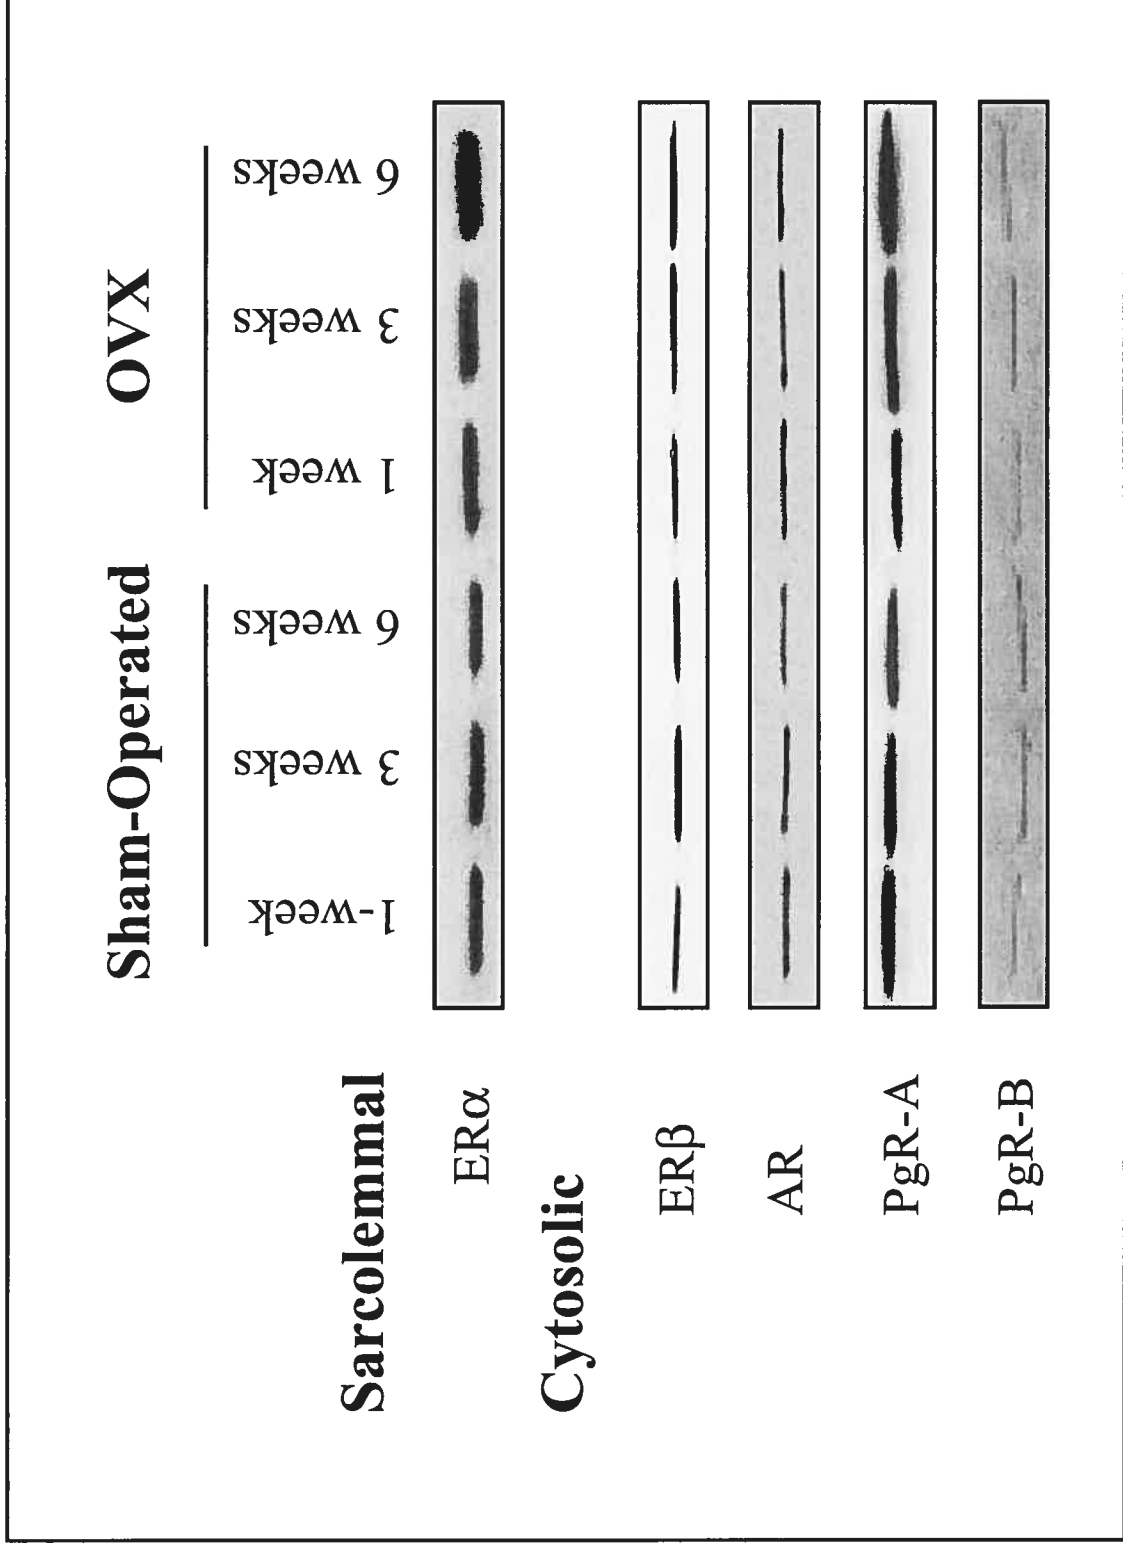 Sham-Operated OVX
1-week 3 weeks 6 weeks 1 week 3 weeks 6 weeks
Sarcolemmal
ERα
Cytosolic
ERβ
AR
PgR-A
PgR-B